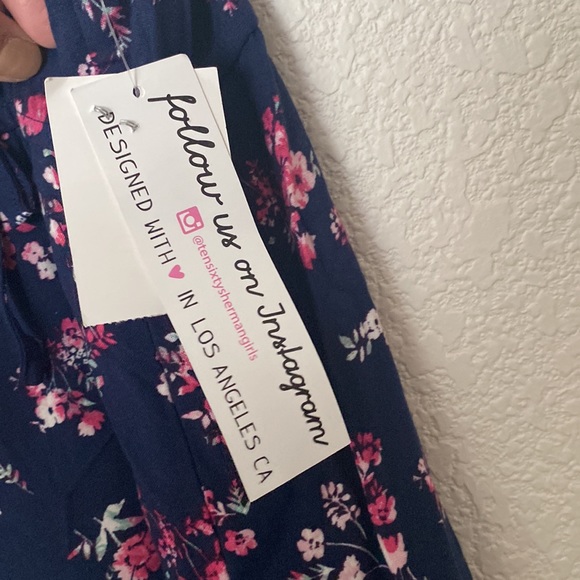 follow us on Instagram
@tensixtyshermangirls
DESIGNED WITH ♥ IN LOS ANGELES CA